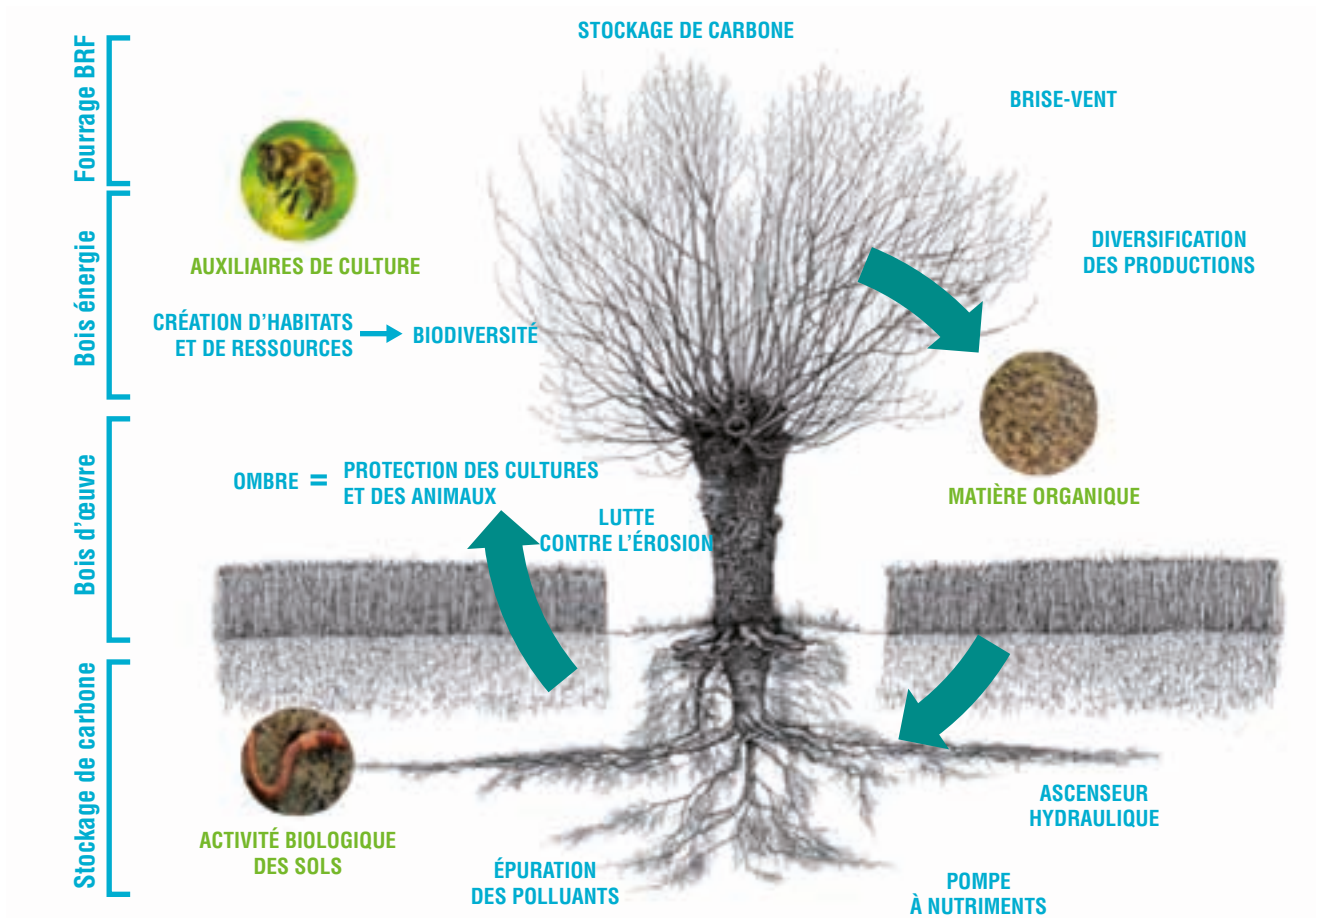 STOCKAGE DE CARBONE
BRISE-VENT
Fourrage BRF
AUXILIAIRES DE CULTURE
DIVERSIFICATION
DES PRODUCTIONS
Bois énergie
CRÉATION D'HABITATS
ET DE RESSOURCES
BIODIVERSITÉ
OMBRE = PROTECTION DES CULTURES
ET DES ANIMAUX
MATIÈRE ORGANIQUE
Bois d'œuvre
LUTTE
CONTRE L'ÉROSION
Stockage de carbone
ACTIVITÉ BIOLOGIQUE
DES SOLS
ASCENSEUR
HYDRAULIQUE
ÉPURATION
DES POLLUANTS
POMPE
À NUTRIMENTS